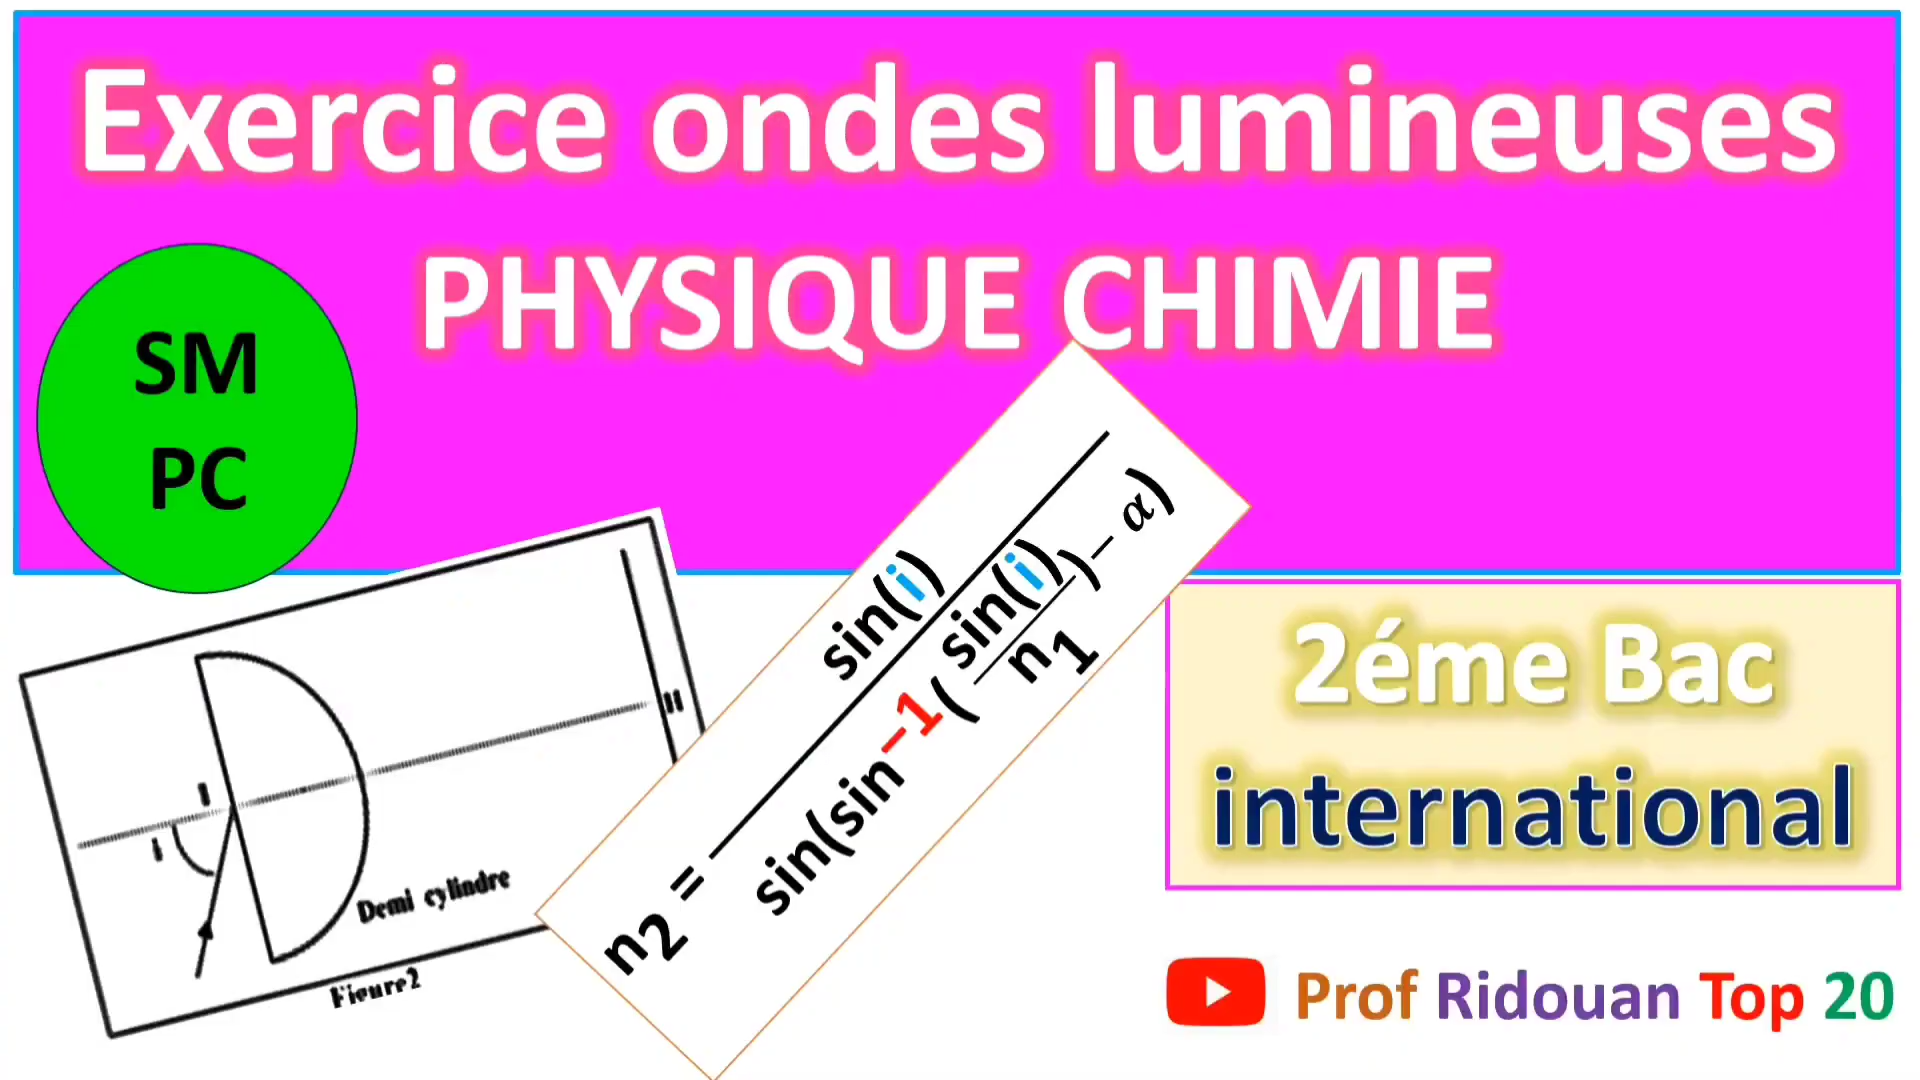 Exercice ondes lumineuses
PHYSIQUE CHIMIE
SM
PC
I
i
H
Demi cylindre
Figure2
n2 = sin(i) / sin(sin−1(sin(i)/n1)−α)
2éme Bac
international
Prof Ridouan Top 20